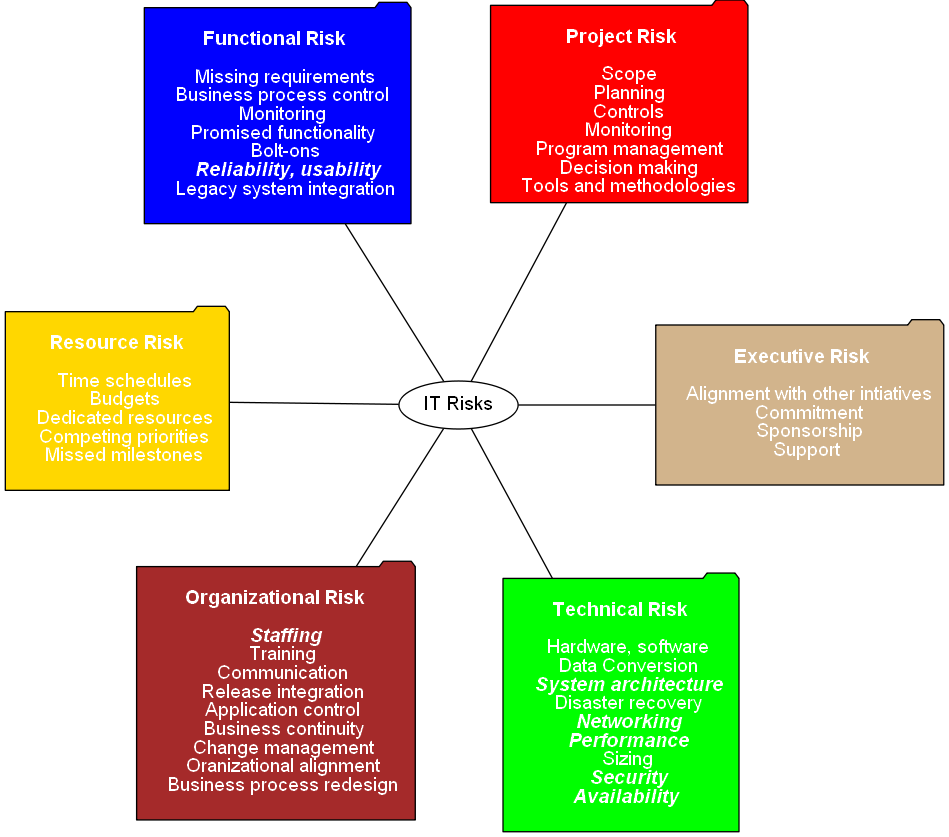 Functional Risk
Missing requirements
Business process control
Monitoring
Promised functionality
Bolt-ons
Reliability, usability
Legacy system integration
Project Risk
Scope
Planning
Controls
Monitoring
Program management
Decision making
Tools and methodologies
Resource Risk
Time schedules
Budgets
Dedicated resources
Competing priorities
Missed milestones
IT Risks
Executive Risk
Alignment with other intiatives
Commitment
Sponsorship
Support
Organizational Risk
Staffing
Training
Communication
Release integration
Application control
Business continuity
Change management
Oranizational alignment
Business process redesign
Technical Risk
Hardware, software
Data Conversion
System architecture
Disaster recovery
Networking
Performance
Sizing
Security
Availability